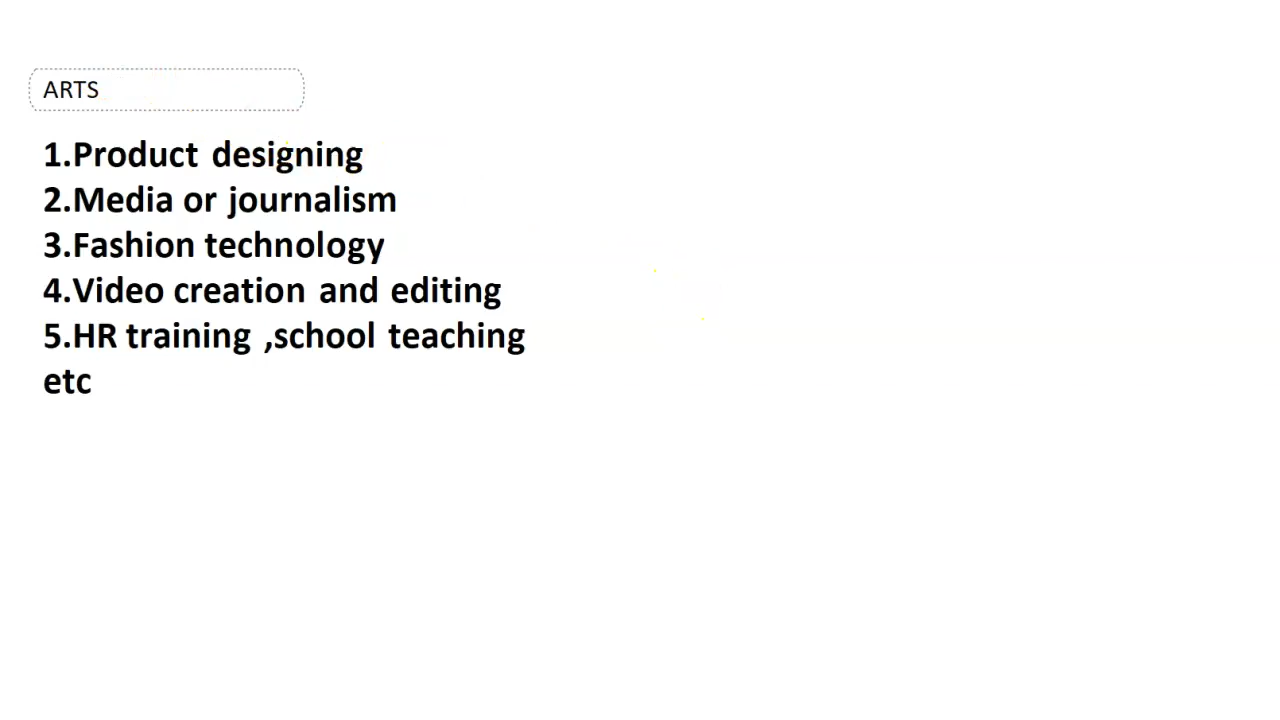 ARTS
1.Product designing
2.Media or journalism
3.Fashion technology
4.Video creation and editing
5.HR training ,school teaching
etc